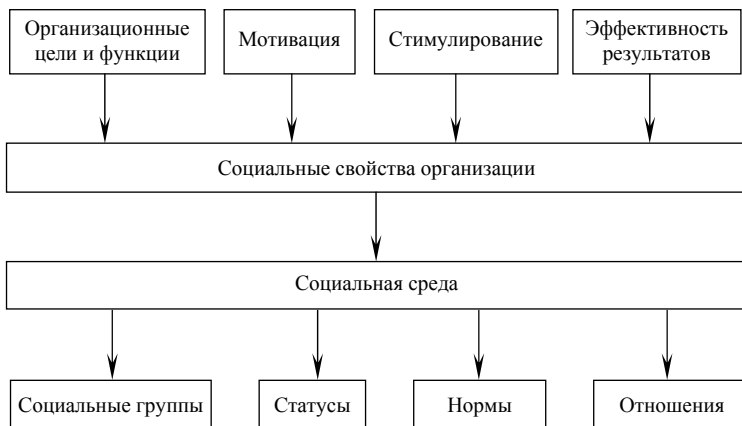 Организационные
цели и функции
Мотивация
Стимулирование
Эффективность
результатов
Социальные свойства организации
Социальная среда
Социальные группы
Статусы
Нормы
Отношения